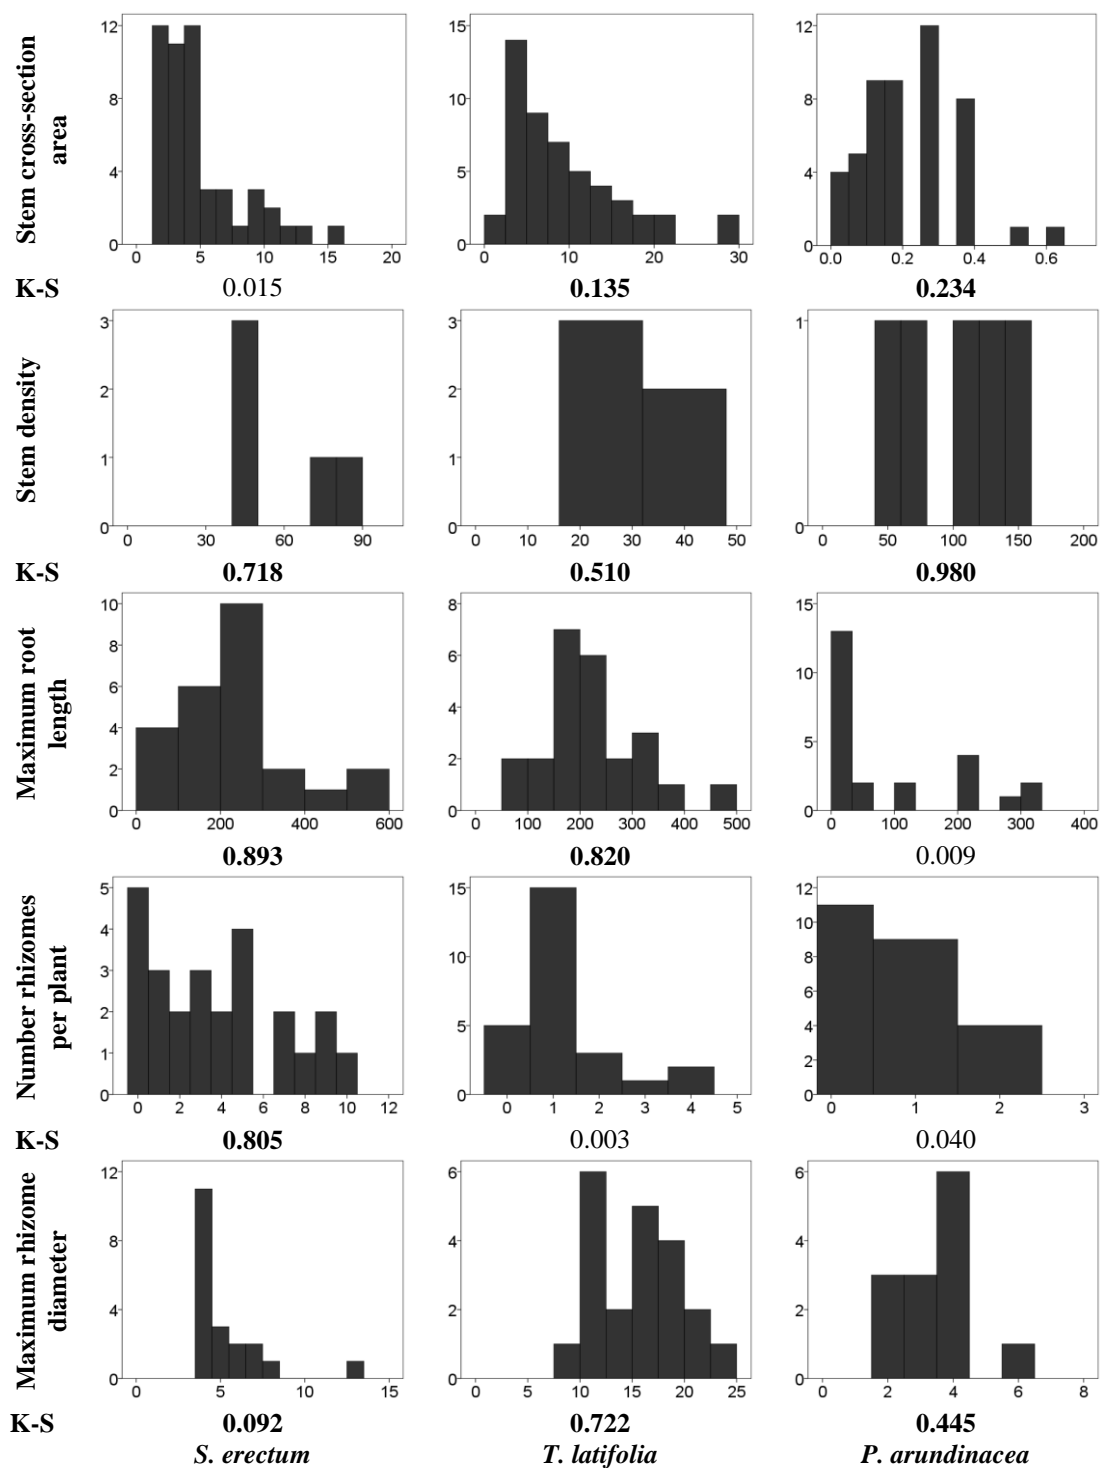 Stem cross-section
area
12
8
4
0
0 5 10 15 20
15
10
5
0
0 10 20 30
12
8
4
0
0.0 0.2 0.4 0.6
K-S 0.015 0.135 0.234
Stem density
3
2
1
0
0 30 60 90
3
2
1
0
0 10 20 30 40 50
1
0
0 50 100 150 200
K-S 0.718 0.510 0.980
Maximum root
length
10
8
6
4
2
0
0 200 400 600
8
6
4
2
0
0 100 200 300 400 500
15
10
5
0
0 100 200 300 400
0.893 0.820 0.009
Number rhizomes
per plant
5
4
3
2
1
0
0 2 4 6 8 10 12
15
10
5
0
0 1 2 3 4 5
12
10
8
6
4
2
0
0 1 2 3
K-S 0.805 0.003 0.040
Maximum rhizome
diameter
12
8
4
0
0 5 10 15
6
4
2
0
0 5 10 15 20 25
6
4
2
0
0 2 4 6 8
K-S 0.092 0.722 0.445
S. erectum T. latifolia P. arundinacea